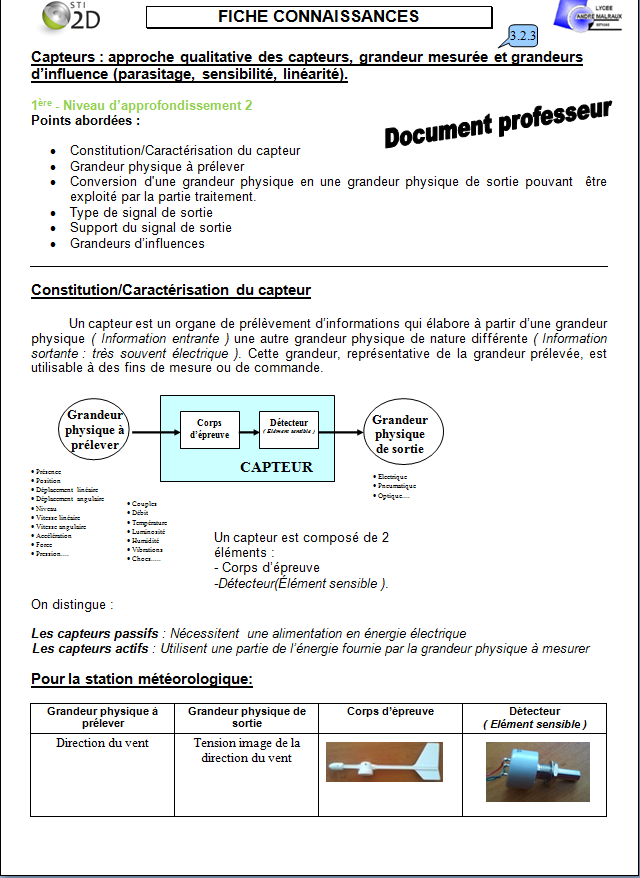 STI
2D
FICHE CONNAISSANCES
LYCEE
ANDRE MALRAUX
3.2.3
Capteurs : approche qualitative des capteurs, grandeur mesurée et grandeurs
d'influence (parasitage, sensibilité, linéarité).
1ère - Niveau d'approfondissement 2
Points abordées :
Document professeur
• Constitution/Caractérisation du capteur
• Grandeur physique à prélever
• Conversion d'une grandeur physique en une grandeur physique de sortie pouvant être
exploité par la partie traitement.
• Type de signal de sortie
• Support du signal de sortie
• Grandeurs d'influences
Constitution/Caractérisation du capteur
Un capteur est un organe de prélèvement d'informations qui élabore à partir d'une grandeur
physique ( Information entrante ) une autre grandeur physique de nature différente ( Information
sortante : très souvent électrique ). Cette grandeur, représentative de la grandeur prélevée, est
utilisable à des fins de mesure ou de commande.
Grandeur
physique à
prélever
Corps
d'épreuve
Détecteur
( Elément sensible )
CAPTEUR
Grandeur
physique
de sortie
• Présence
• Position
• Déplacement linéaire
• Déplacement angulaire
• Niveau
• Vitesse linéaire
• Vitesse angulaire
• Accélération
• Force
• Pression.....
• Couples
• Débit
• Température
• Luminosité
• Humidité
• Vibrations
• Chocs.....
• Electrique
• Pneumatique
• Optique....
Un capteur est composé de 2
éléments :
- Corps d'épreuve
-Détecteur(Élément sensible ).
On distingue :
Les capteurs passifs : Nécessitent une alimentation en énergie électrique
Les capteurs actifs : Utilisent une partie de l'énergie fournie par la grandeur physique à mesurer
Pour la station météorologique:
Grandeur physique à
prélever
Grandeur physique de
sortie
Corps d'épreuve
Détecteur
( Elément sensible )
Direction du vent
Tension image de la
direction du vent